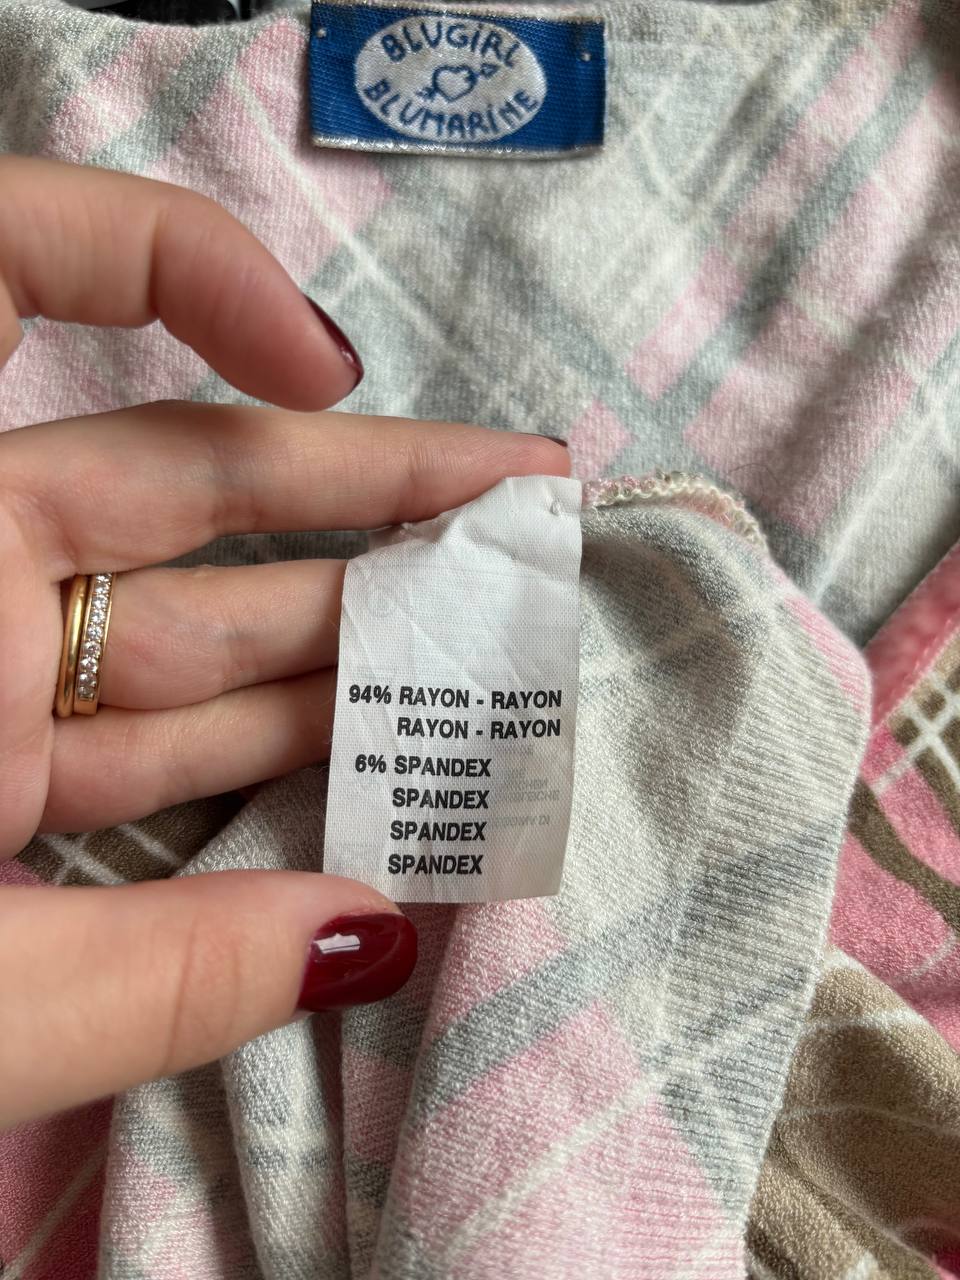 BLUGIRL
BLUMARINE
94% RAYON - RAYON
RAYON - RAYON
6% SPANDEX
SPANDEX
SPANDEX
SPANDEX